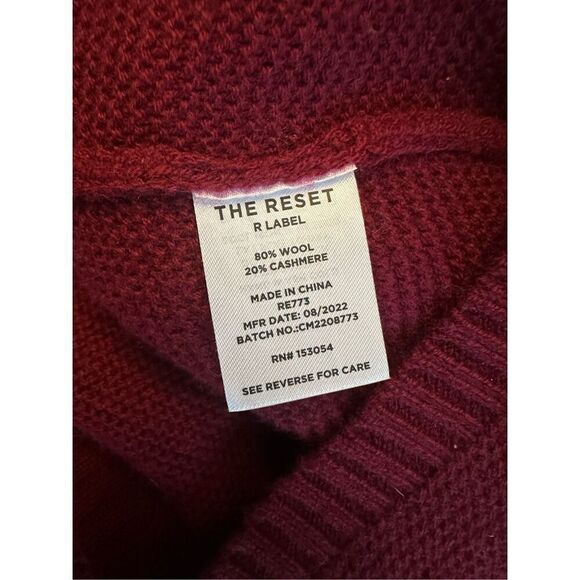 THE RESET
R LABEL
80% WOOL
20% CASHMERE
MADE IN CHINA
RE773
MFR DATE: 08/2022
BATCH NO.:CM2208773
RN# 153054
SEE REVERSE FOR CARE